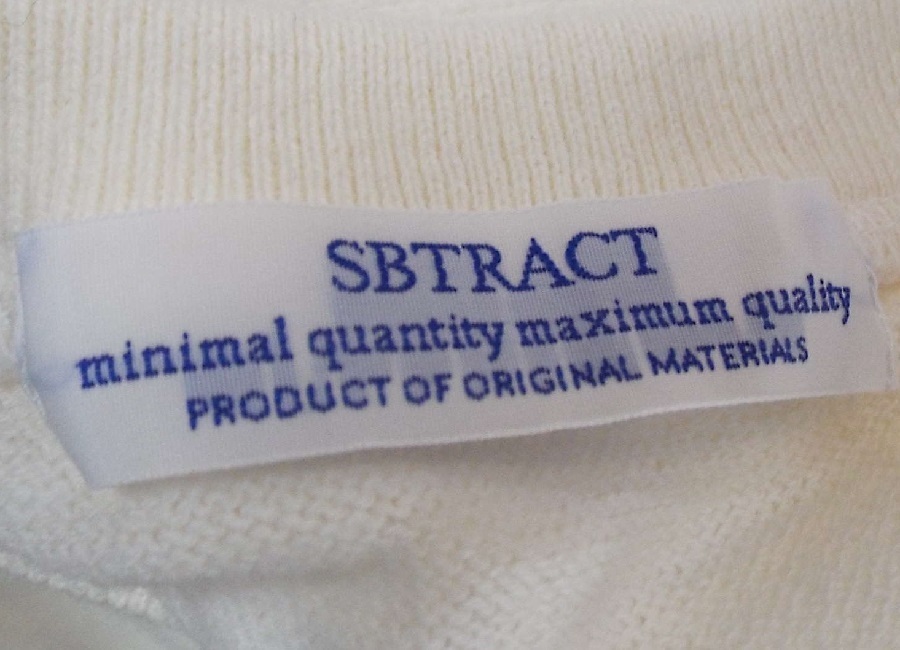 SBTRACT
minimal quantity maximum quality
PRODUCT OF ORIGINAL MATERIALS